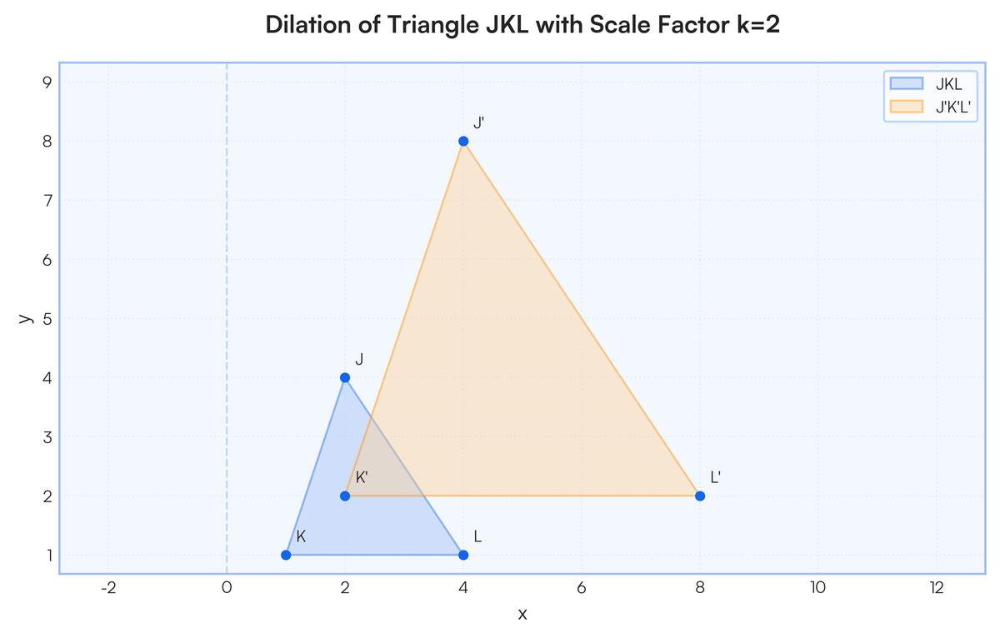 Dilation of Triangle JKL with Scale Factor k=2
JKL
J'K'L'
9
8
7
6
5
4
3
2
1
y
J'
J
K'
L'
K
L
-2 0 2 4 6 8 10 12
x